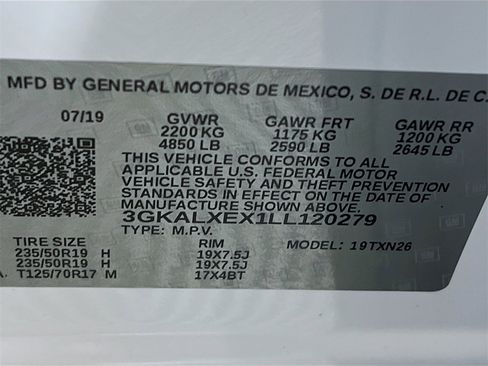 MFD BY GENERAL MOTORS DE MEXICO, S. DE R.L. DE C.
07/19 GVWR GAWR FRT GAWR RR
2200 KG 1175 KG 1200 KG
4850 LB 2590 LB 2645 LB
THIS VEHICLE CONFORMS TO ALL
APPLICABLE U.S. FEDERAL MOTOR
VEHICLE SAFETY AND THEFT PREVENTION
STANDARDS IN EFFECT ON THE DATE OF
MANUFACTURE SHOWN ABOVE.
3GKALXEX1LL120279
TYPE: M.P.V. MODEL: 19TXN26
TIRE SIZE RIM
235/50R19 H 19X7.5J
235/50R19 H 19X7.5J
A. T125/70R17 M 17X4BT